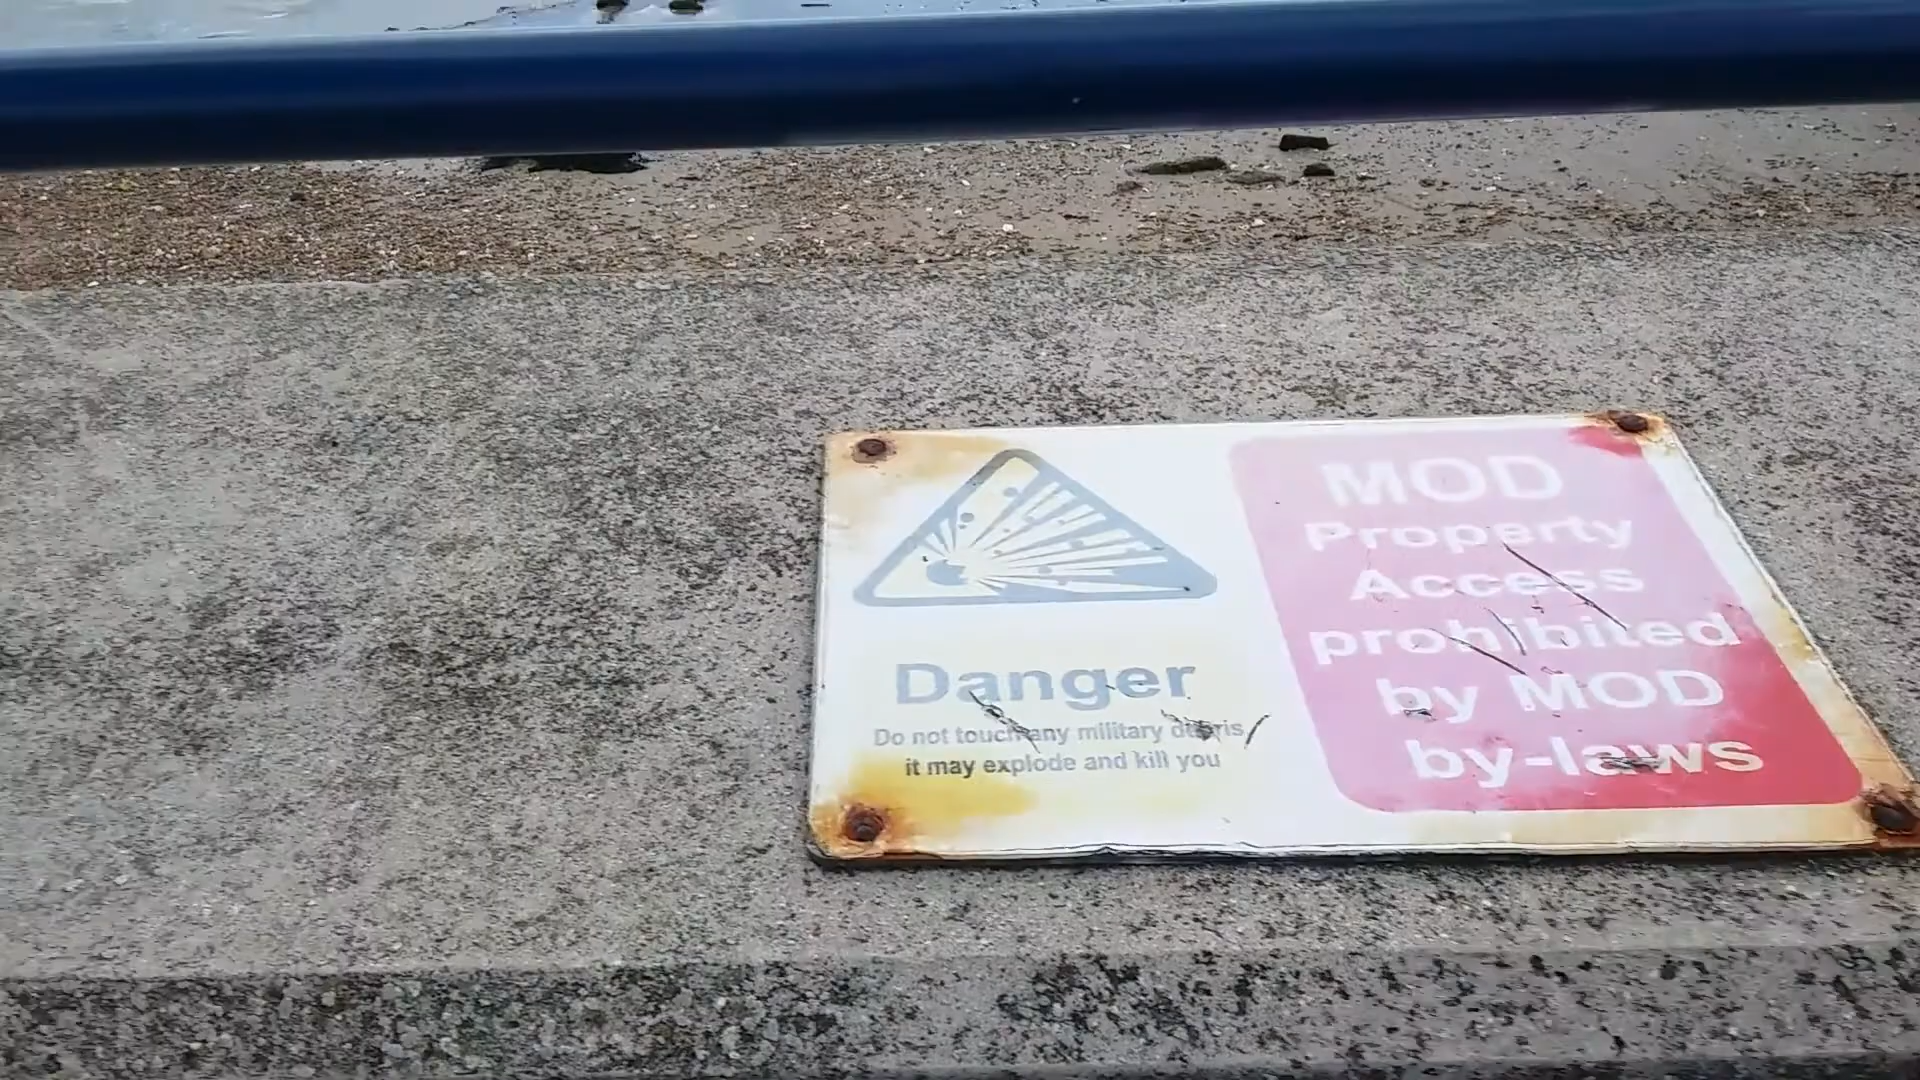 Danger
Do not touch any military debris
it may explode and kill you
MOD
Property
Access
prohibited
by MOD
by-laws